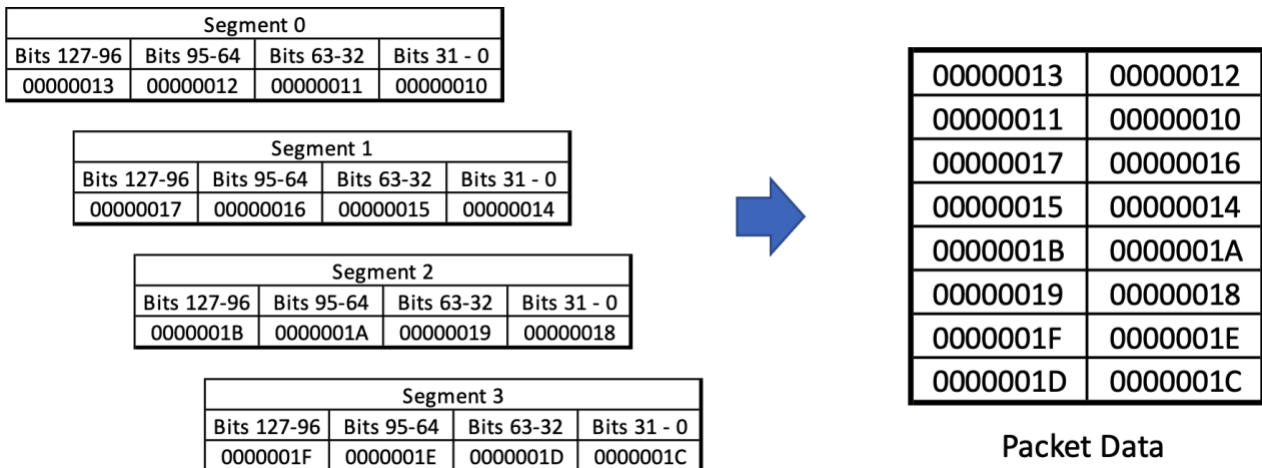 Segment 0
Bits 127-96 Bits 95-64 Bits 63-32 Bits 31 - 0
00000013 00000012 00000011 00000010
Segment 1
Bits 127-96 Bits 95-64 Bits 63-32 Bits 31 - 0
00000017 00000016 00000015 00000014
Segment 2
Bits 127-96 Bits 95-64 Bits 63-32 Bits 31 - 0
0000001B 0000001A 00000019 00000018
Segment 3
Bits 127-96 Bits 95-64 Bits 63-32 Bits 31 - 0
0000001F 0000001E 0000001D 0000001C
00000013 00000012
00000011 00000010
00000017 00000016
00000015 00000014
0000001B 0000001A
00000019 00000018
0000001F 0000001E
0000001D 0000001C
Packet Data